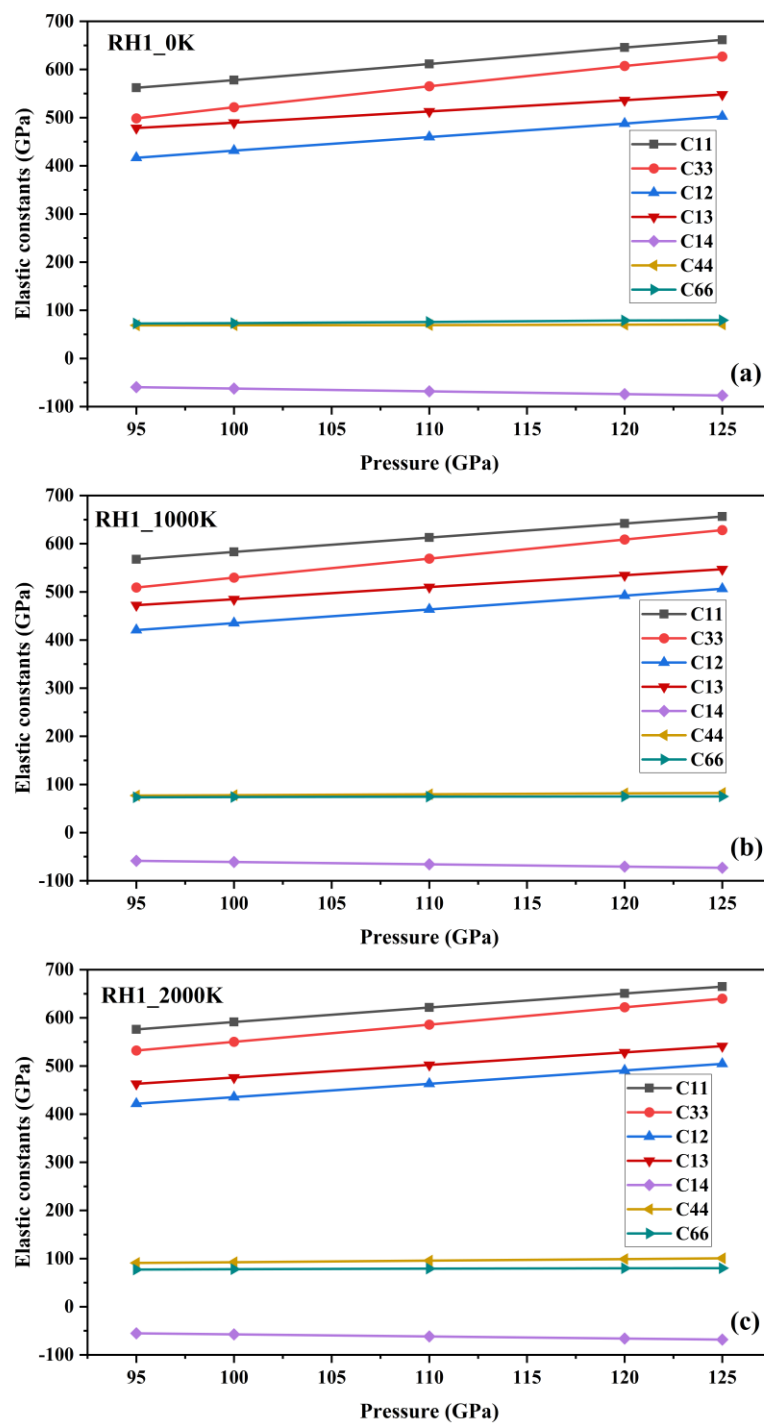 RH1_0K
Elastic constants (GPa)
700
600
500
400
300
200
100
0
-100
C11
C33
C12
C13
C14
C44
C66
(a)
95 100 105 110 115 120 125
Pressure (GPa)
RH1_1000K
Elastic constants (GPa)
700
600
500
400
300
200
100
0
-100
C11
C33
C12
C13
C14
C44
C66
(b)
95 100 105 110 115 120 125
Pressure (GPa)
RH1_2000K
Elastic constants (GPa)
700
600
500
400
300
200
100
0
-100
C11
C33
C12
C13
C14
C44
C66
(c)
95 100 105 110 115 120 125
Pressure (GPa)